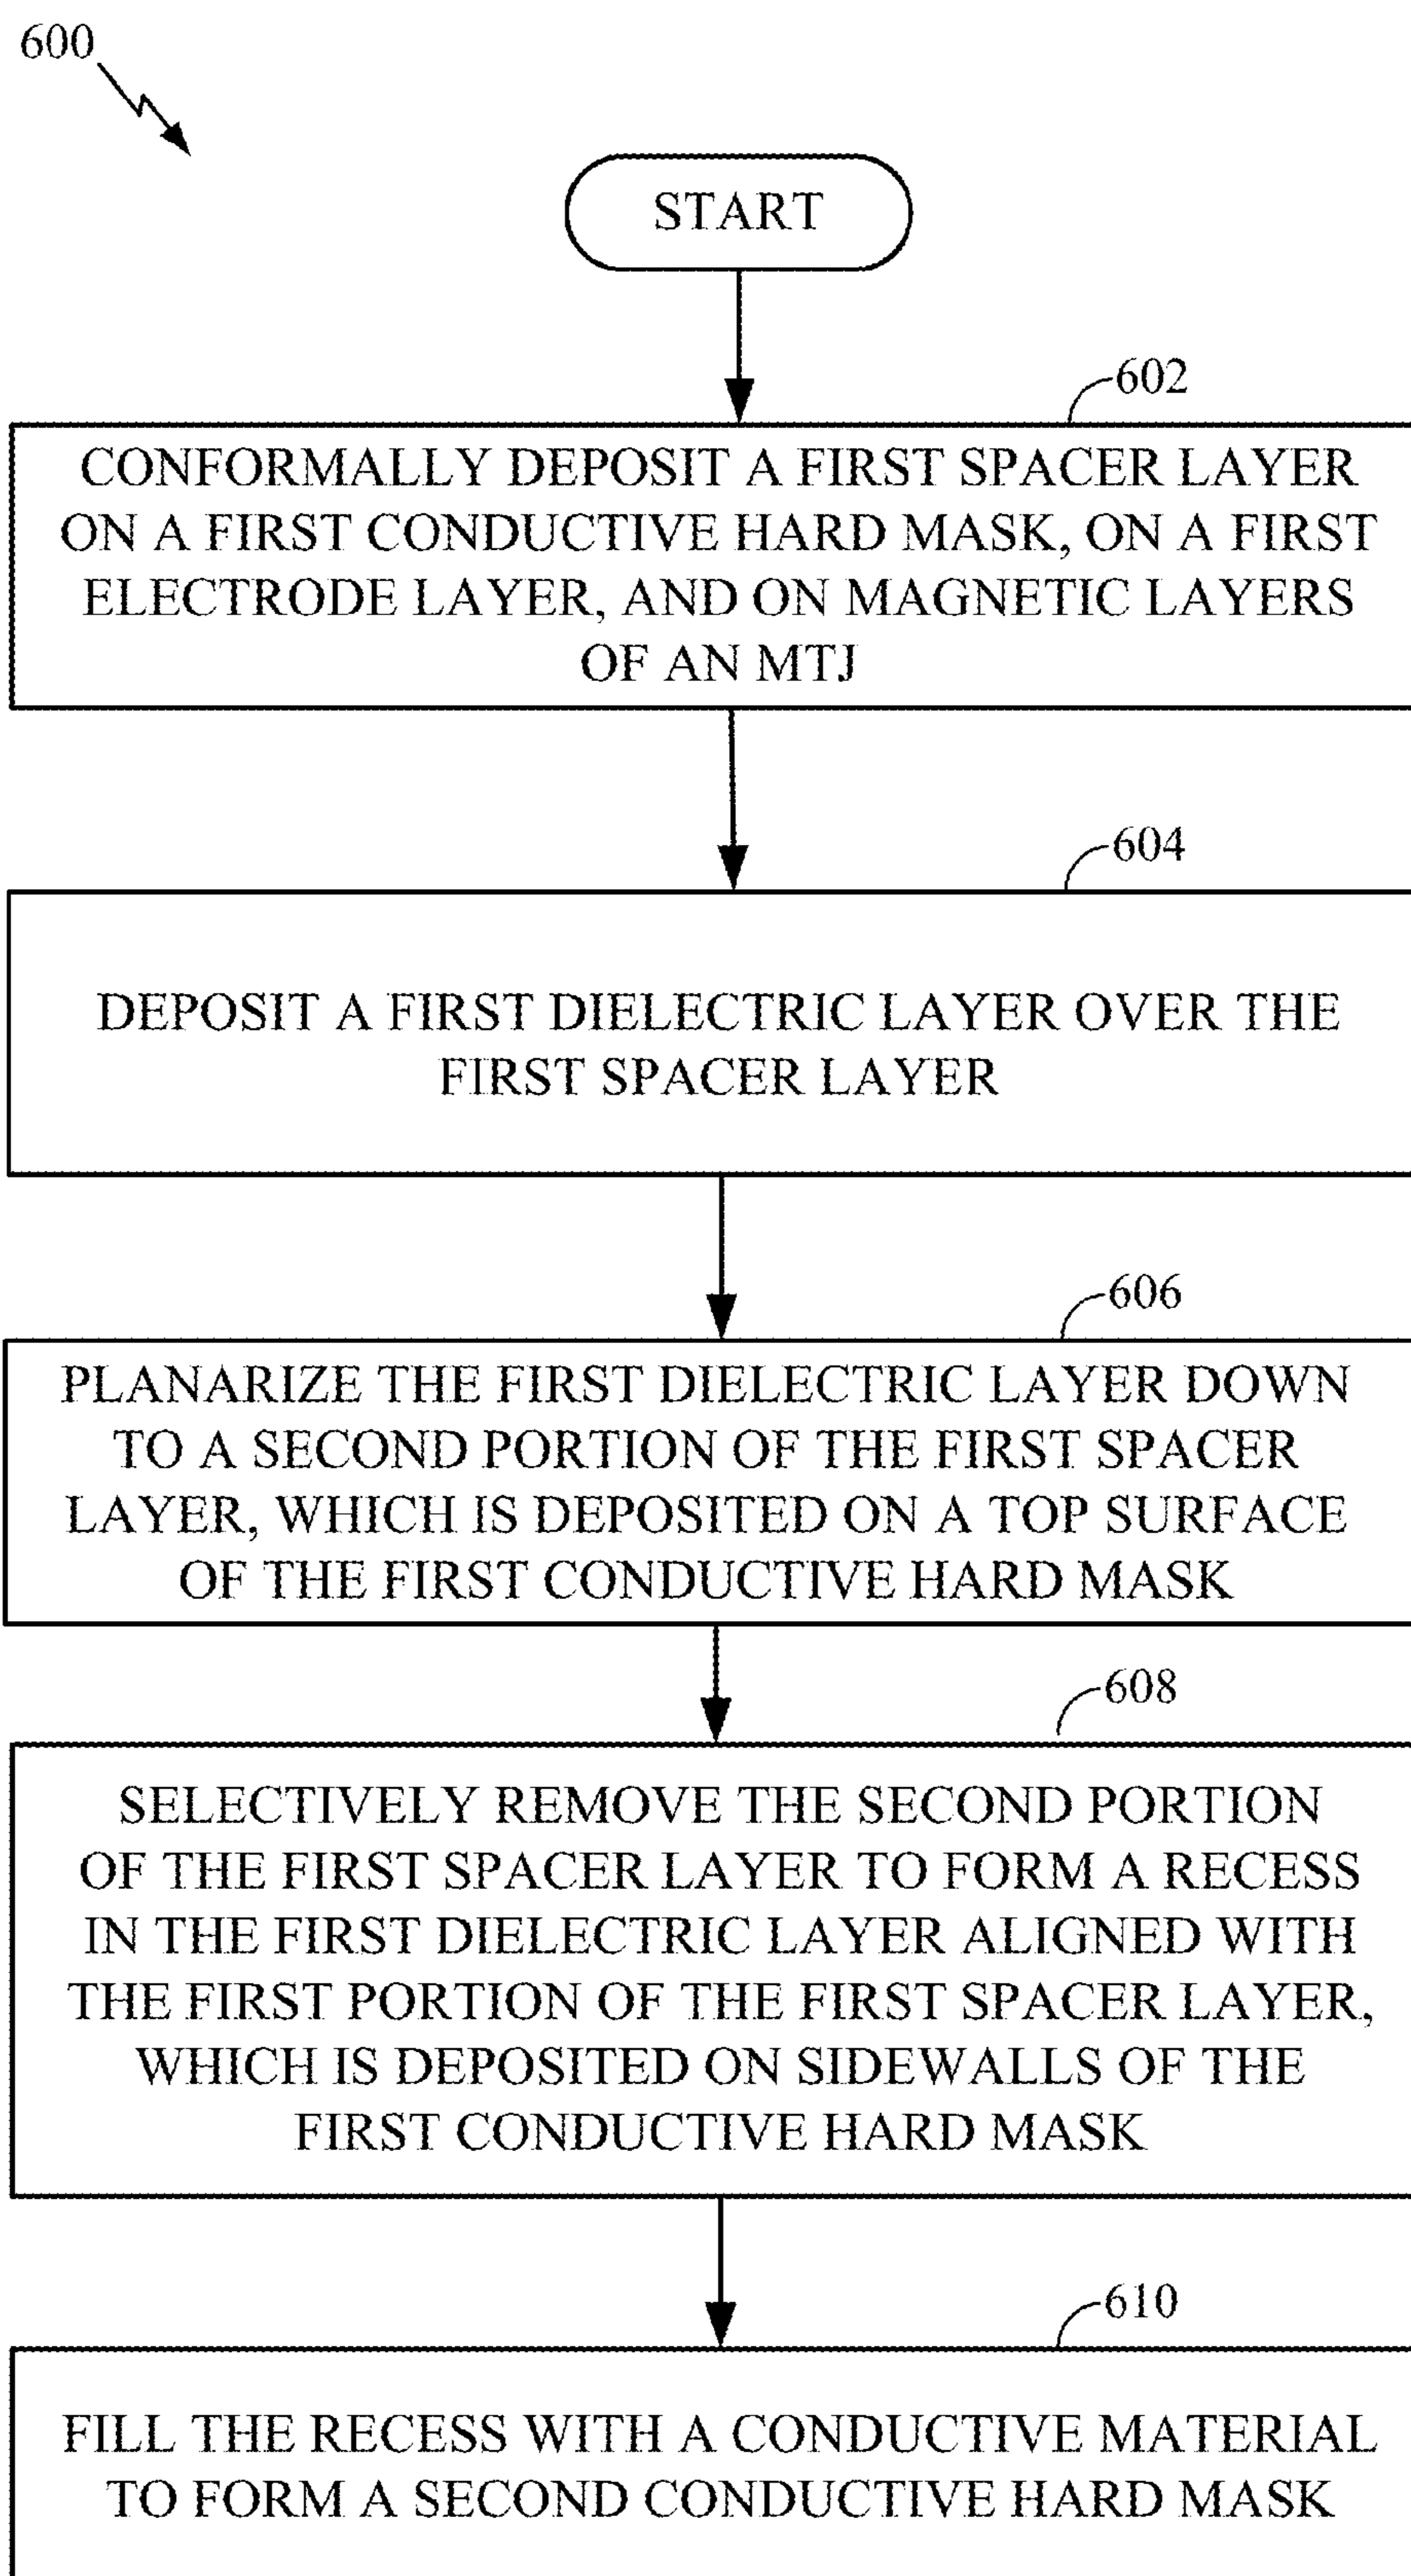 600
START
602
CONFORMALLY DEPOSIT A FIRST SPACER LAYER
ON A FIRST CONDUCTIVE HARD MASK, ON A FIRST
ELECTRODE LAYER, AND ON MAGNETIC LAYERS
OF AN MTJ
604
DEPOSIT A FIRST DIELECTRIC LAYER OVER THE
FIRST SPACER LAYER
606
PLANARIZE THE FIRST DIELECTRIC LAYER DOWN
TO A SECOND PORTION OF THE FIRST SPACER
LAYER, WHICH IS DEPOSITED ON A TOP SURFACE
OF THE FIRST CONDUCTIVE HARD MASK
608
SELECTIVELY REMOVE THE SECOND PORTION
OF THE FIRST SPACER LAYER TO FORM A RECESS
IN THE FIRST DIELECTRIC LAYER ALIGNED WITH
THE FIRST PORTION OF THE FIRST SPACER LAYER,
WHICH IS DEPOSITED ON SIDEWALLS OF THE
FIRST CONDUCTIVE HARD MASK
610
FILL THE RECESS WITH A CONDUCTIVE MATERIAL
TO FORM A SECOND CONDUCTIVE HARD MASK